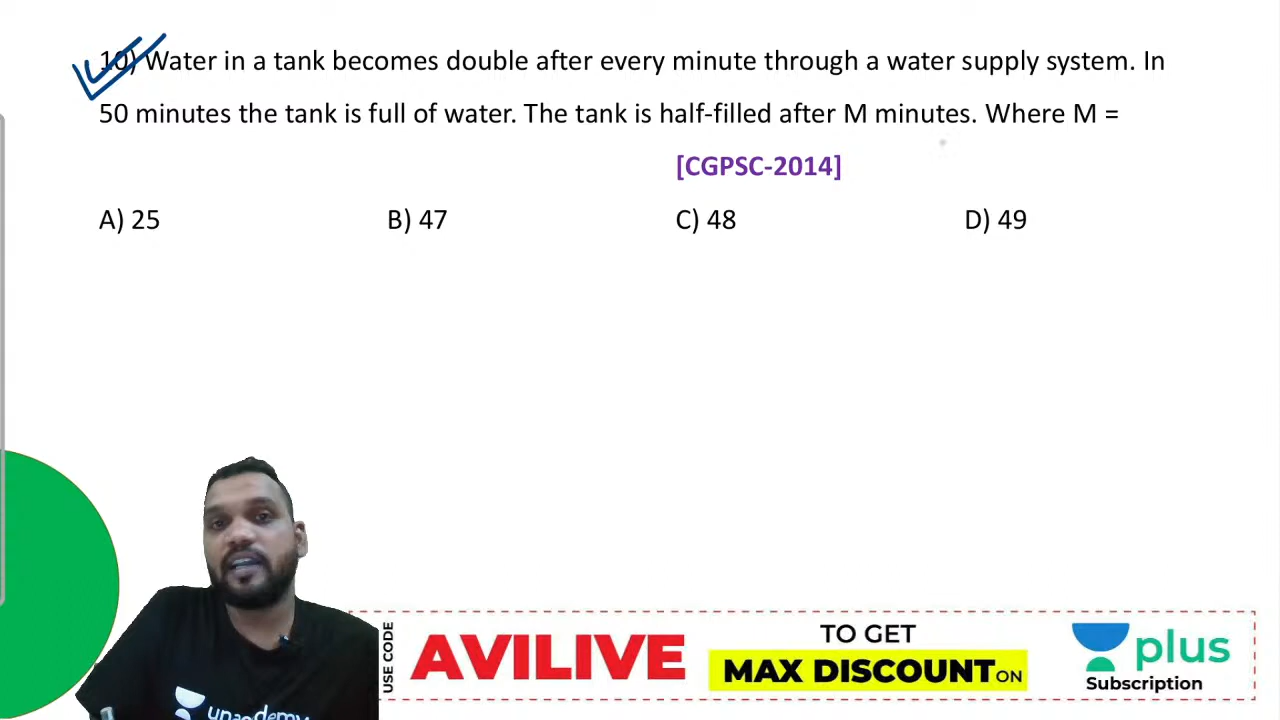 10) Water in a tank becomes double after every minute through a water supply system. In
50 minutes the tank is full of water. The tank is half-filled after M minutes. Where M =
[CGPSC-2014]
A) 25 B) 47 C) 48 D) 49
USE CODE
AVILIVE
TO GET
MAX DISCOUNT ON
plus
Subscription
unacademy